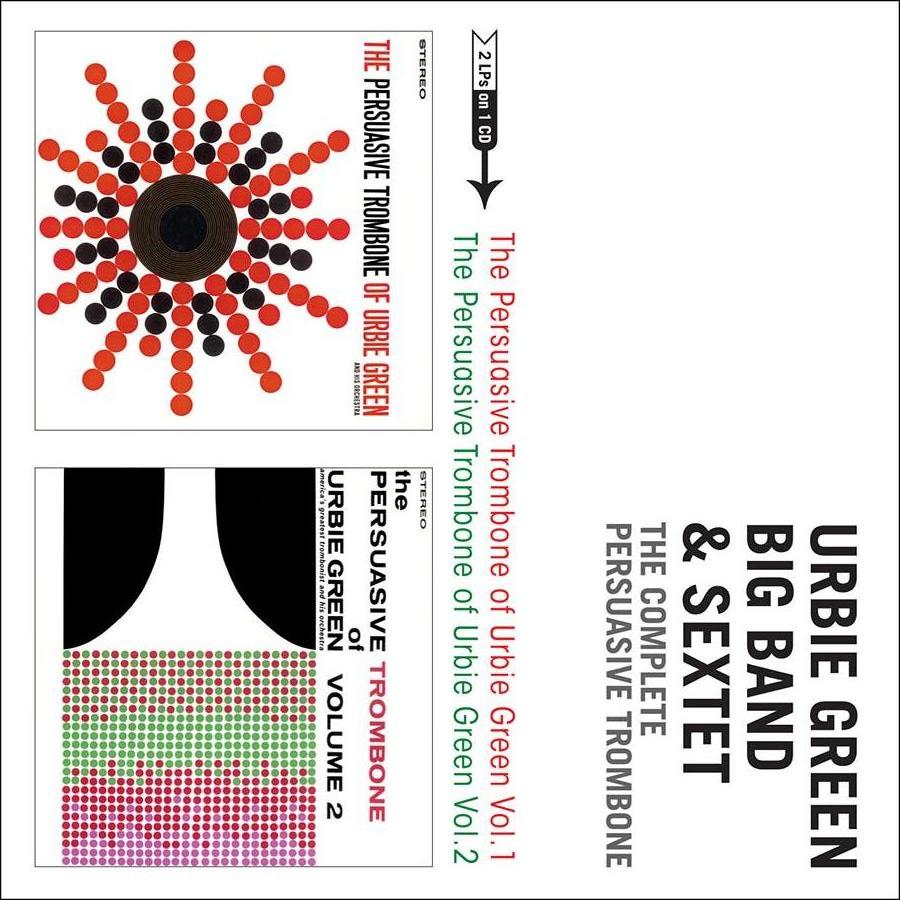 URBIE GREEN
BIG BAND
& SEXTET
THE COMPLETE
PERSUASIVE TROMBONE
2 LPs on 1 CD
The Persuasive Trombone of Urbie Green Vol.1
The Persuasive Trombone of Urbie Green Vol.2
STEREO
THE PERSUASIVE TROMBONE OF URBIE GREEN
AND HIS ORCHESTRA
STEREO
the
PERSUASIVE TROMBONE
of
URBIE GREEN VOLUME 2
america's greatest trombonist and his orchestra